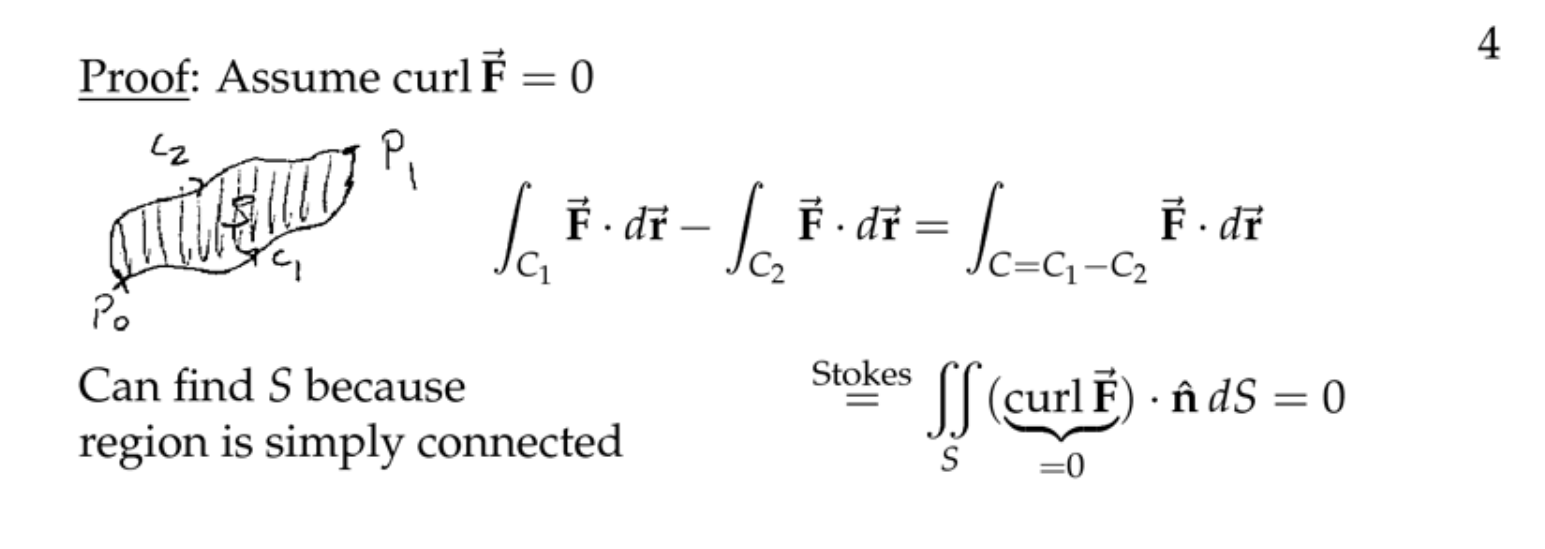 4
Proof: Assume curl F⃗ = 0
C₂
P₁
S
C₁
P₀
∫_{C₁} F⃗ · dr⃗ − ∫_{C₂} F⃗ · dr⃗ = ∫_{C=C₁−C₂} F⃗ · dr⃗
Can find S because
region is simply connected
Stokes
= ∬_S (curl F⃗) · n̂ dS = 0
=0